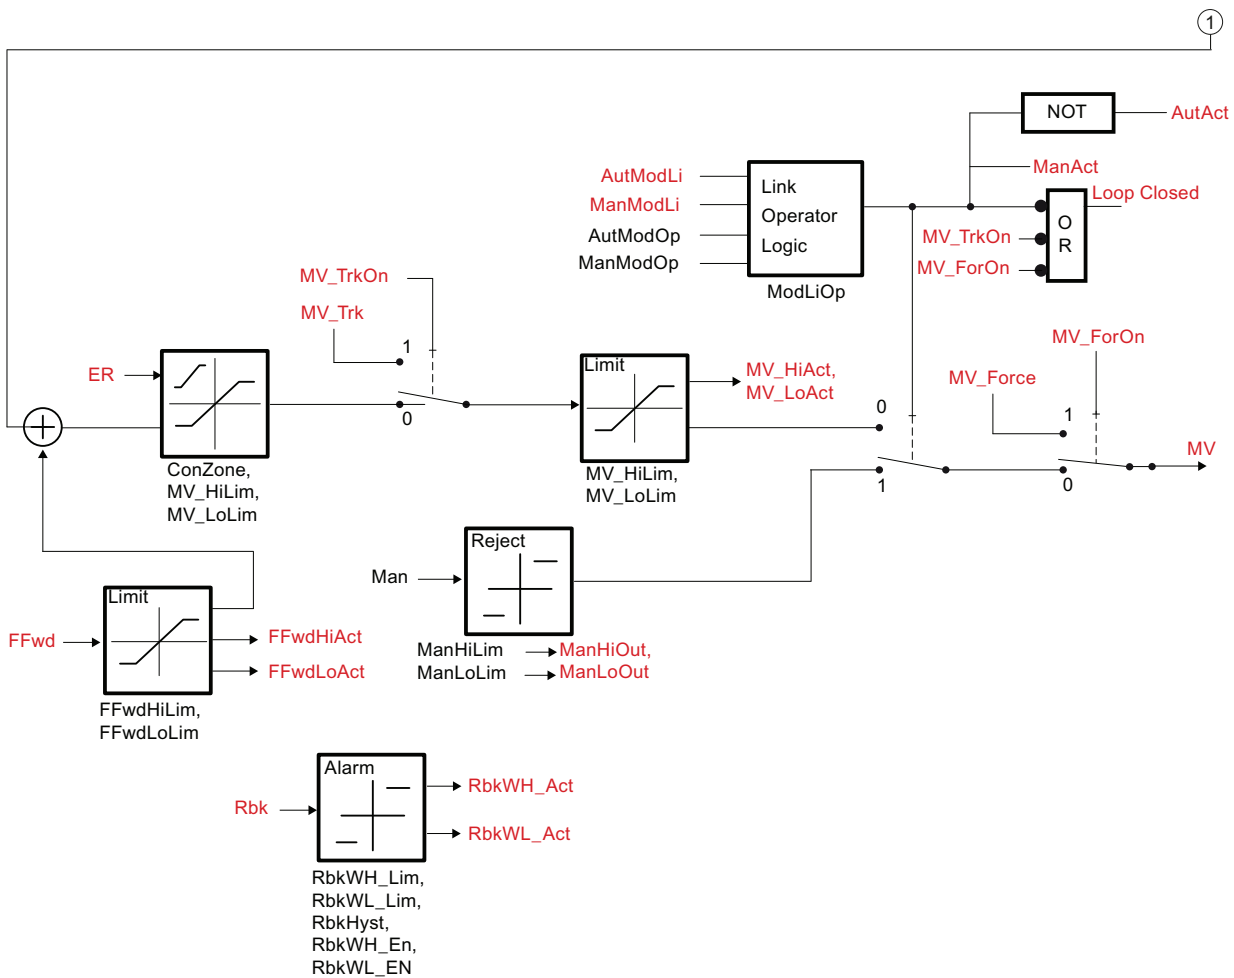 1
NOT
AutAct
ManAct
AutModLi
ManModLi
AutModOp
ManModOp
Link
Operator
Logic
ModLiOp
Loop Closed
O
R
MV_TrkOn
MV_ForOn
MV_TrkOn
MV_Trk
1
0
ER
ConZone,
MV_HiLim,
MV_LoLim
Limit
MV_HiLim,
MV_LoLim
MV_HiAct,
MV_LoAct
0
1
MV_ForOn
MV_Force
1
0
MV
Reject
Man
ManHiLim
ManLoLim
ManHiOut,
ManLoOut
Limit
FFwd
FFwdHiAct
FFwdLoAct
FFwdHiLim,
FFwdLoLim
Alarm
Rbk
RbkWH_Act
RbkWL_Act
RbkWH_Lim,
RbkWL_Lim,
RbkHyst,
RbkWH_En,
RbkWL_EN